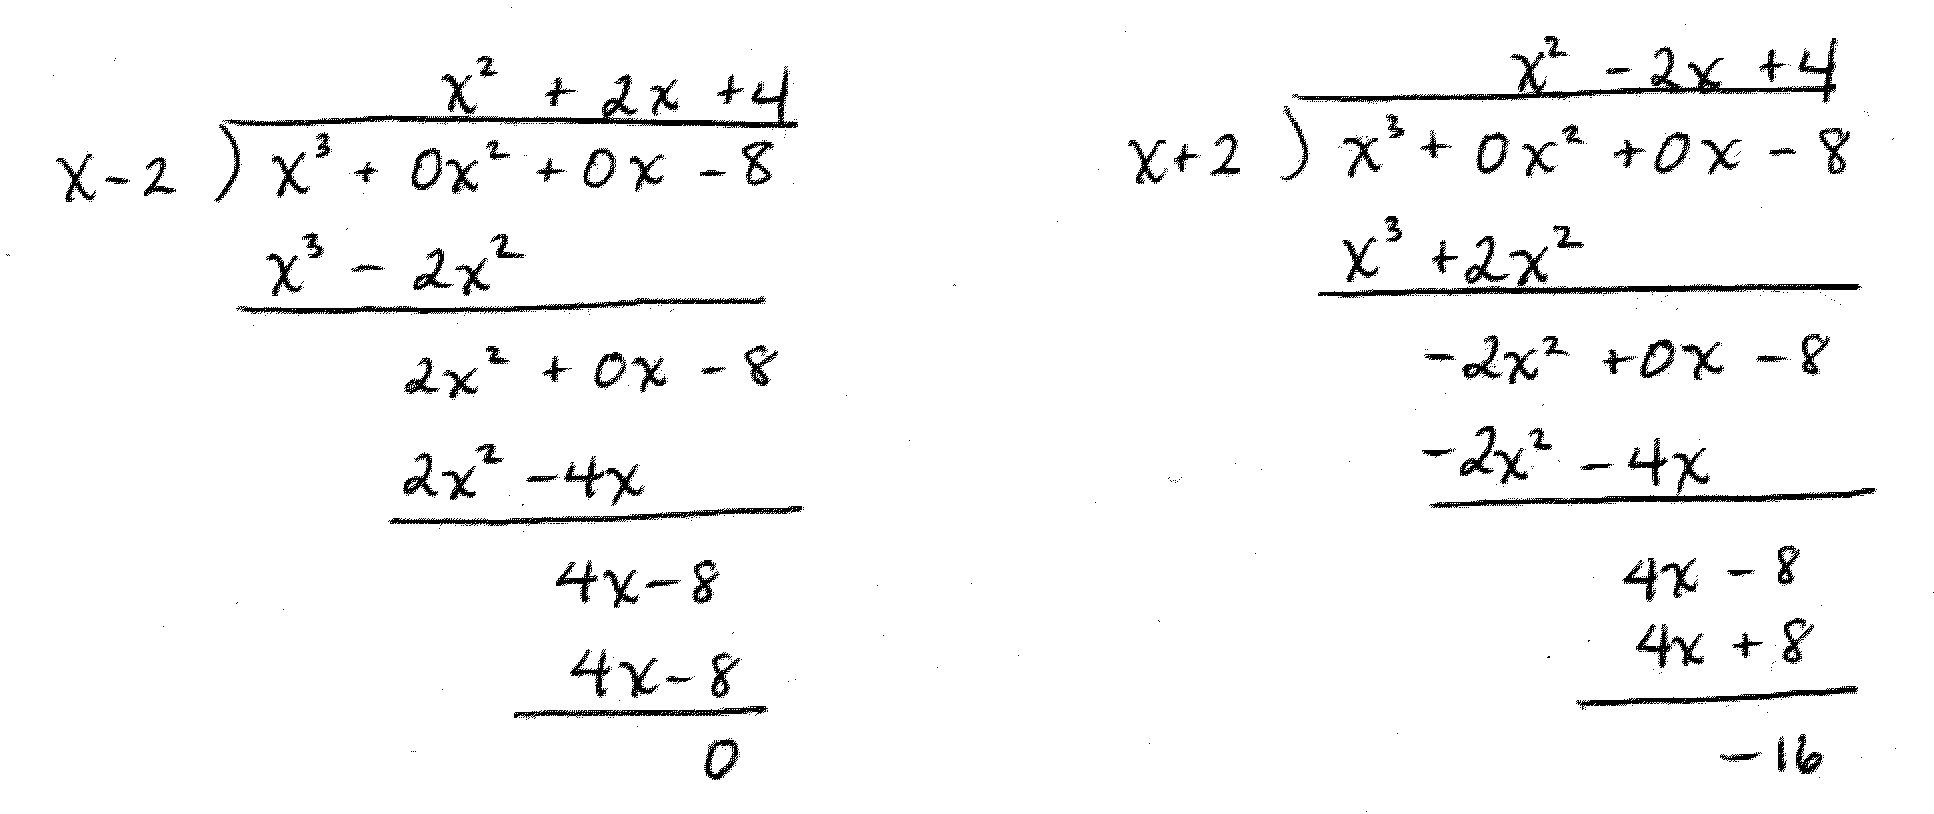 x² + 2x + 4
x - 2 ) x³ + 0x² + 0x - 8
x³ - 2x²
2x² + 0x - 8
2x² - 4x
4x - 8
4x - 8
0
x² - 2x + 4
x + 2 ) x³ + 0x² + 0x - 8
x³ + 2x²
-2x² + 0x - 8
-2x² - 4x
4x - 8
4x + 8
-16